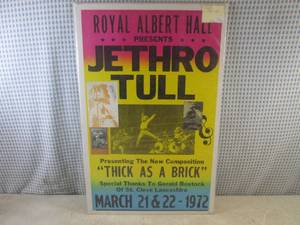 ROYAL ALBERT HALL
PRESENTS
JETHRO
TULL
Presenting The New Composition
"THICK AS A BRICK"
Special Thanks To Gerald Bostock
Of St. Cleve Lancashire
MARCH 21 & 22 - 1972